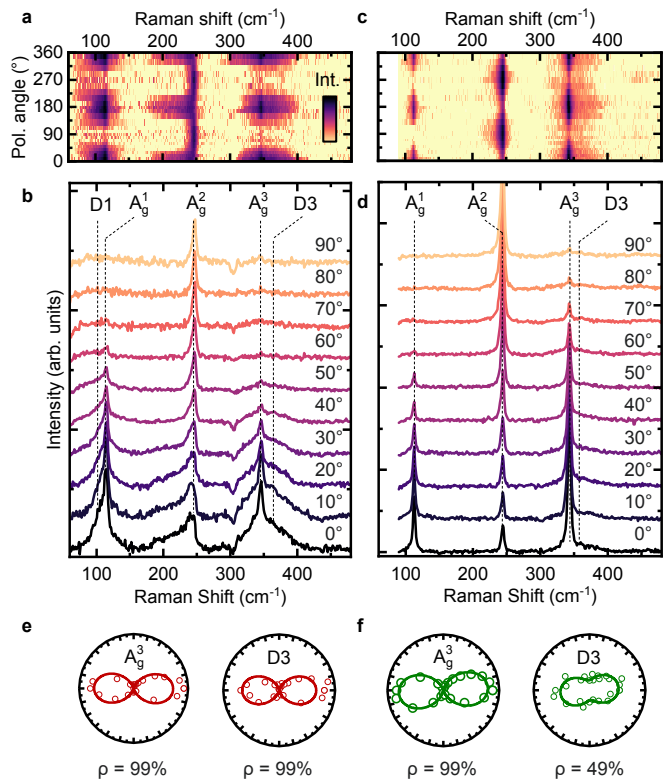 a
Raman shift (cm⁻¹)
100 200 300 400
360
270
180
90
0
Pol. angle (°)
Int.
c
Raman shift (cm⁻¹)
100 200 300 400
b
D1 A¹g A²g A³g D3
90°
80°
70°
60°
50°
40°
30°
20°
10°
0°
Intensity (arb. units)
100 200 300 400
Raman Shift (cm⁻¹)
d
A¹g A²g A³g D3
90°
80°
70°
60°
50°
40°
30°
20°
10°
0°
100 200 300 400
Raman Shift (cm⁻¹)
e
A³g
D3
ρ = 99%
ρ = 99%
f
A³g
D3
ρ = 99%
ρ = 49%